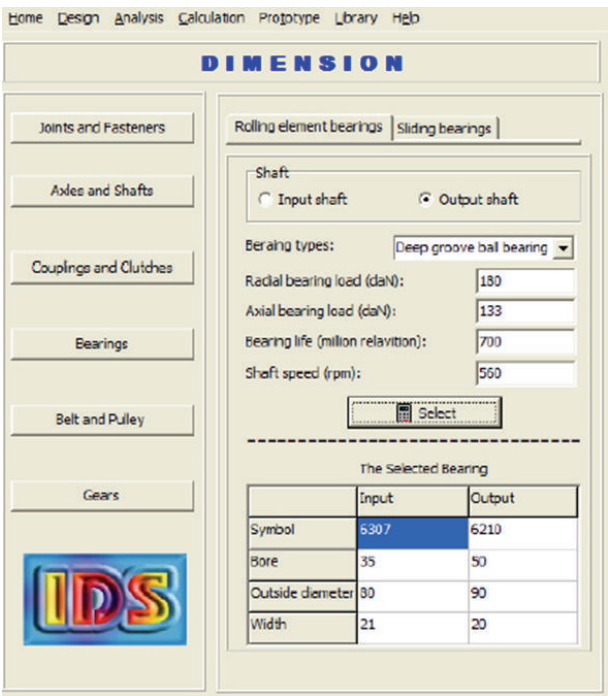 Home Design Analysis Calculation Prototype Library Help
DIMENSION
Joints and Fasteners
Axles and Shafts
Couplings and Clutches
Bearings
Belt and Pulley
Gears
IDS
Rolling element bearings Sliding bearings
Shaft
Input shaft Output shaft
Beraing types: Deep groove ball bearing
Radial bearing load (daN): 180
Axial bearing load (daN): 133
Bearing life (milion relavition): 700
Shaft speed (rpm): 560
Select
The Selected Bearing
Input Output
Symbol 6307 6210
Bore 35 50
Outside diameter 80 90
Width 21 20